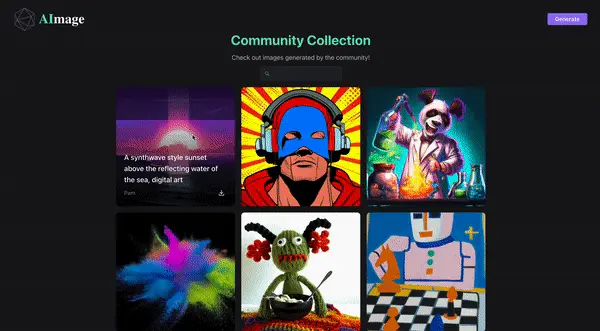 AImage
Generate
Community Collection
Check out images generated by the community!
A synthwave style sunset
above the reflecting water of
the sea, digital art
Pam